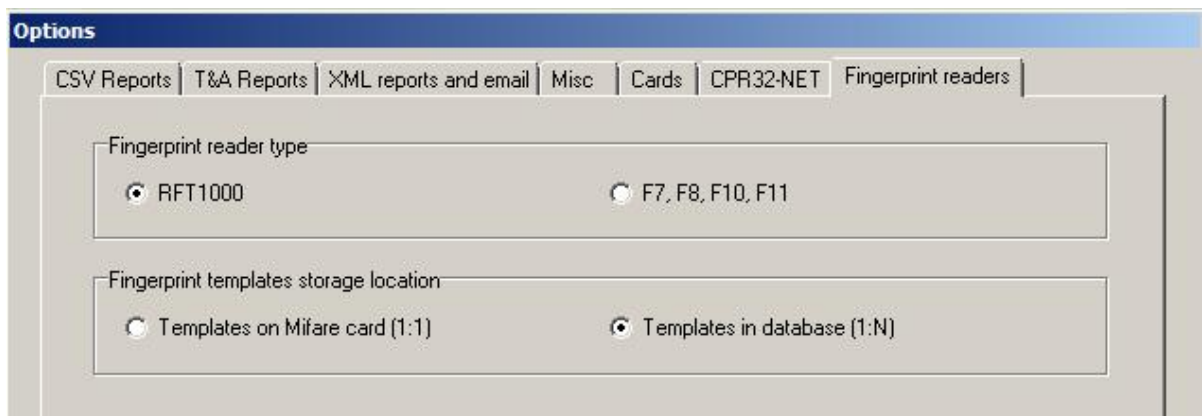 Options
CSV Reports T&A Reports XML reports and email Misc Cards CPR32-NET Fingerprint readers
Fingerprint reader type
RFT1000 F7, F8, F10, F11
Fingerprint templates storage location
Templates on Mifare card (1:1) Templates in database (1:N)